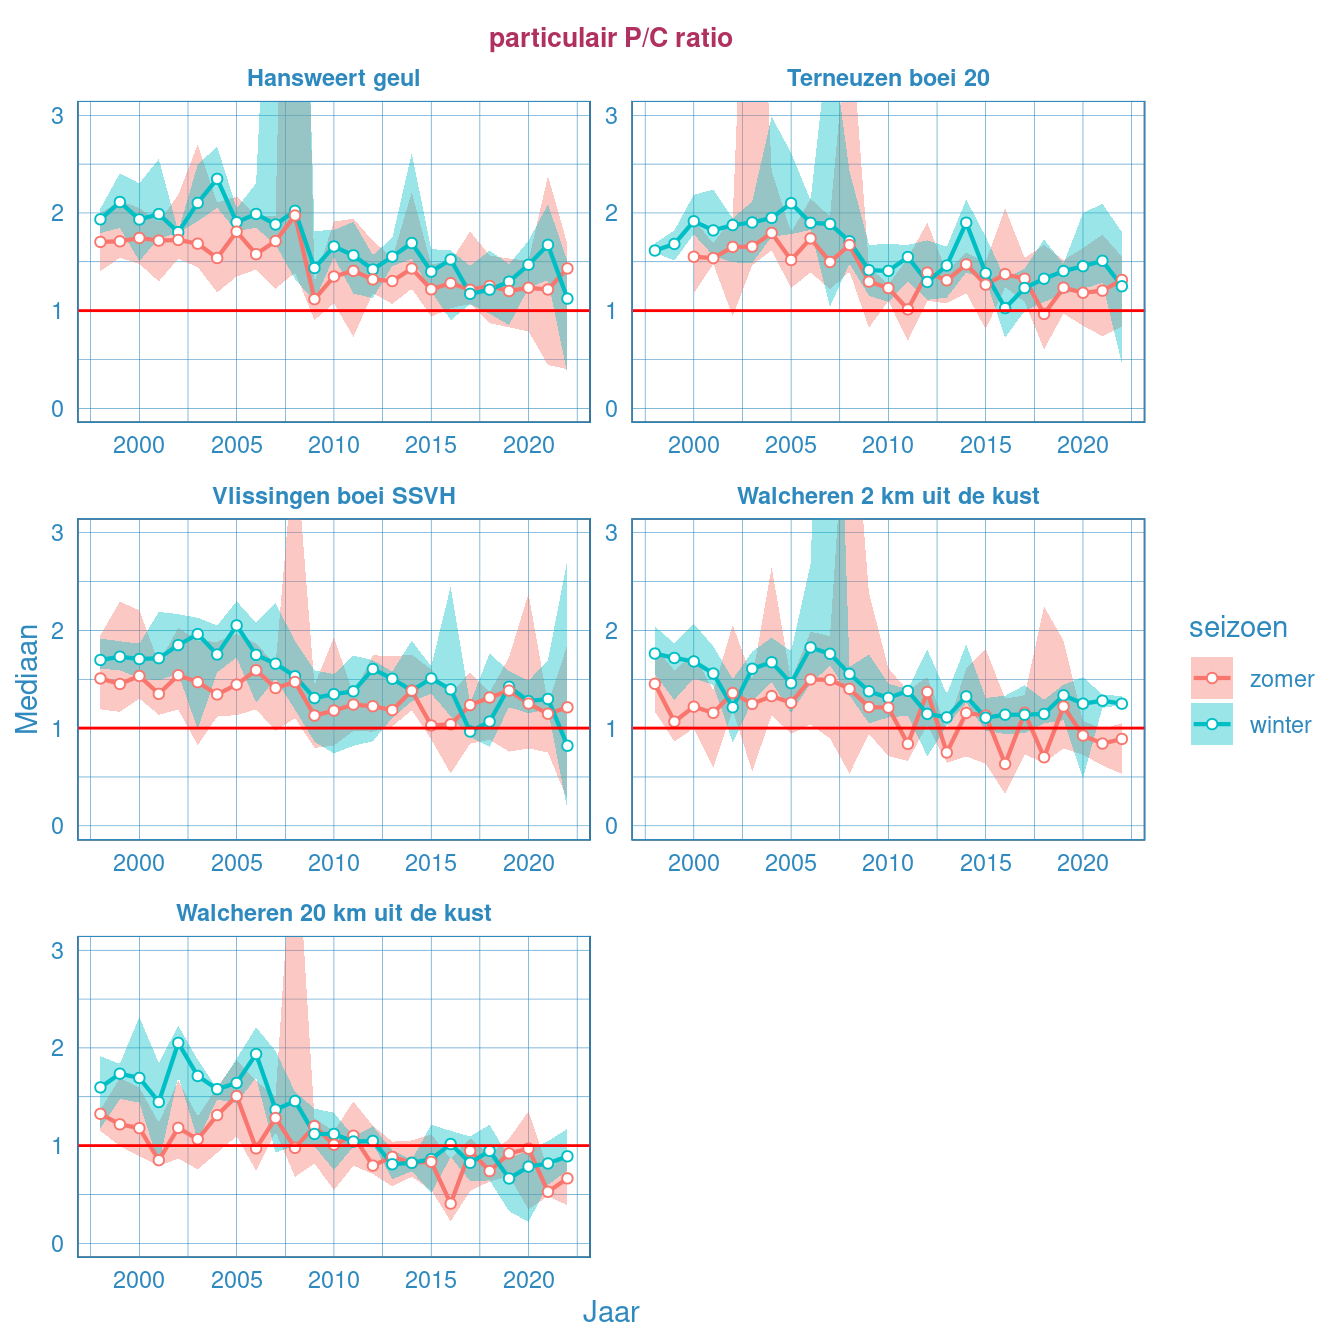 particulair P/C ratio
Hansweert geul
Terneuzen boei 20
3
2
1
0
3
2
1
0
2000 2005 2010 2015 2020
2000 2005 2010 2015 2020
Vlissingen boei SSVH
Walcheren 2 km uit de kust
3
2
1
0
3
2
1
0
2000 2005 2010 2015 2020
2000 2005 2010 2015 2020
Walcheren 20 km uit de kust
3
2
1
0
2000 2005 2010 2015 2020
Mediaan
Jaar
seizoen
zomer
winter